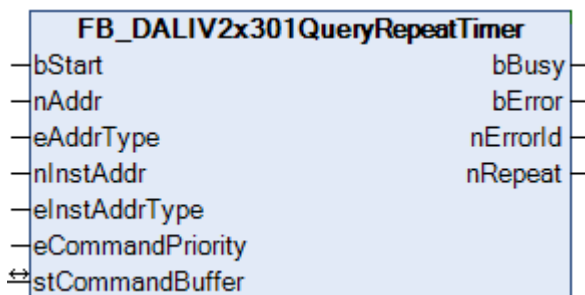 FB_DALIV2x301QueryRepeatTimer
bStart bBusy
nAddr bError
eAddrType nErrorId
nInstAddr nRepeat
eInstAddrType
eCommandPriority
stCommandBuffer